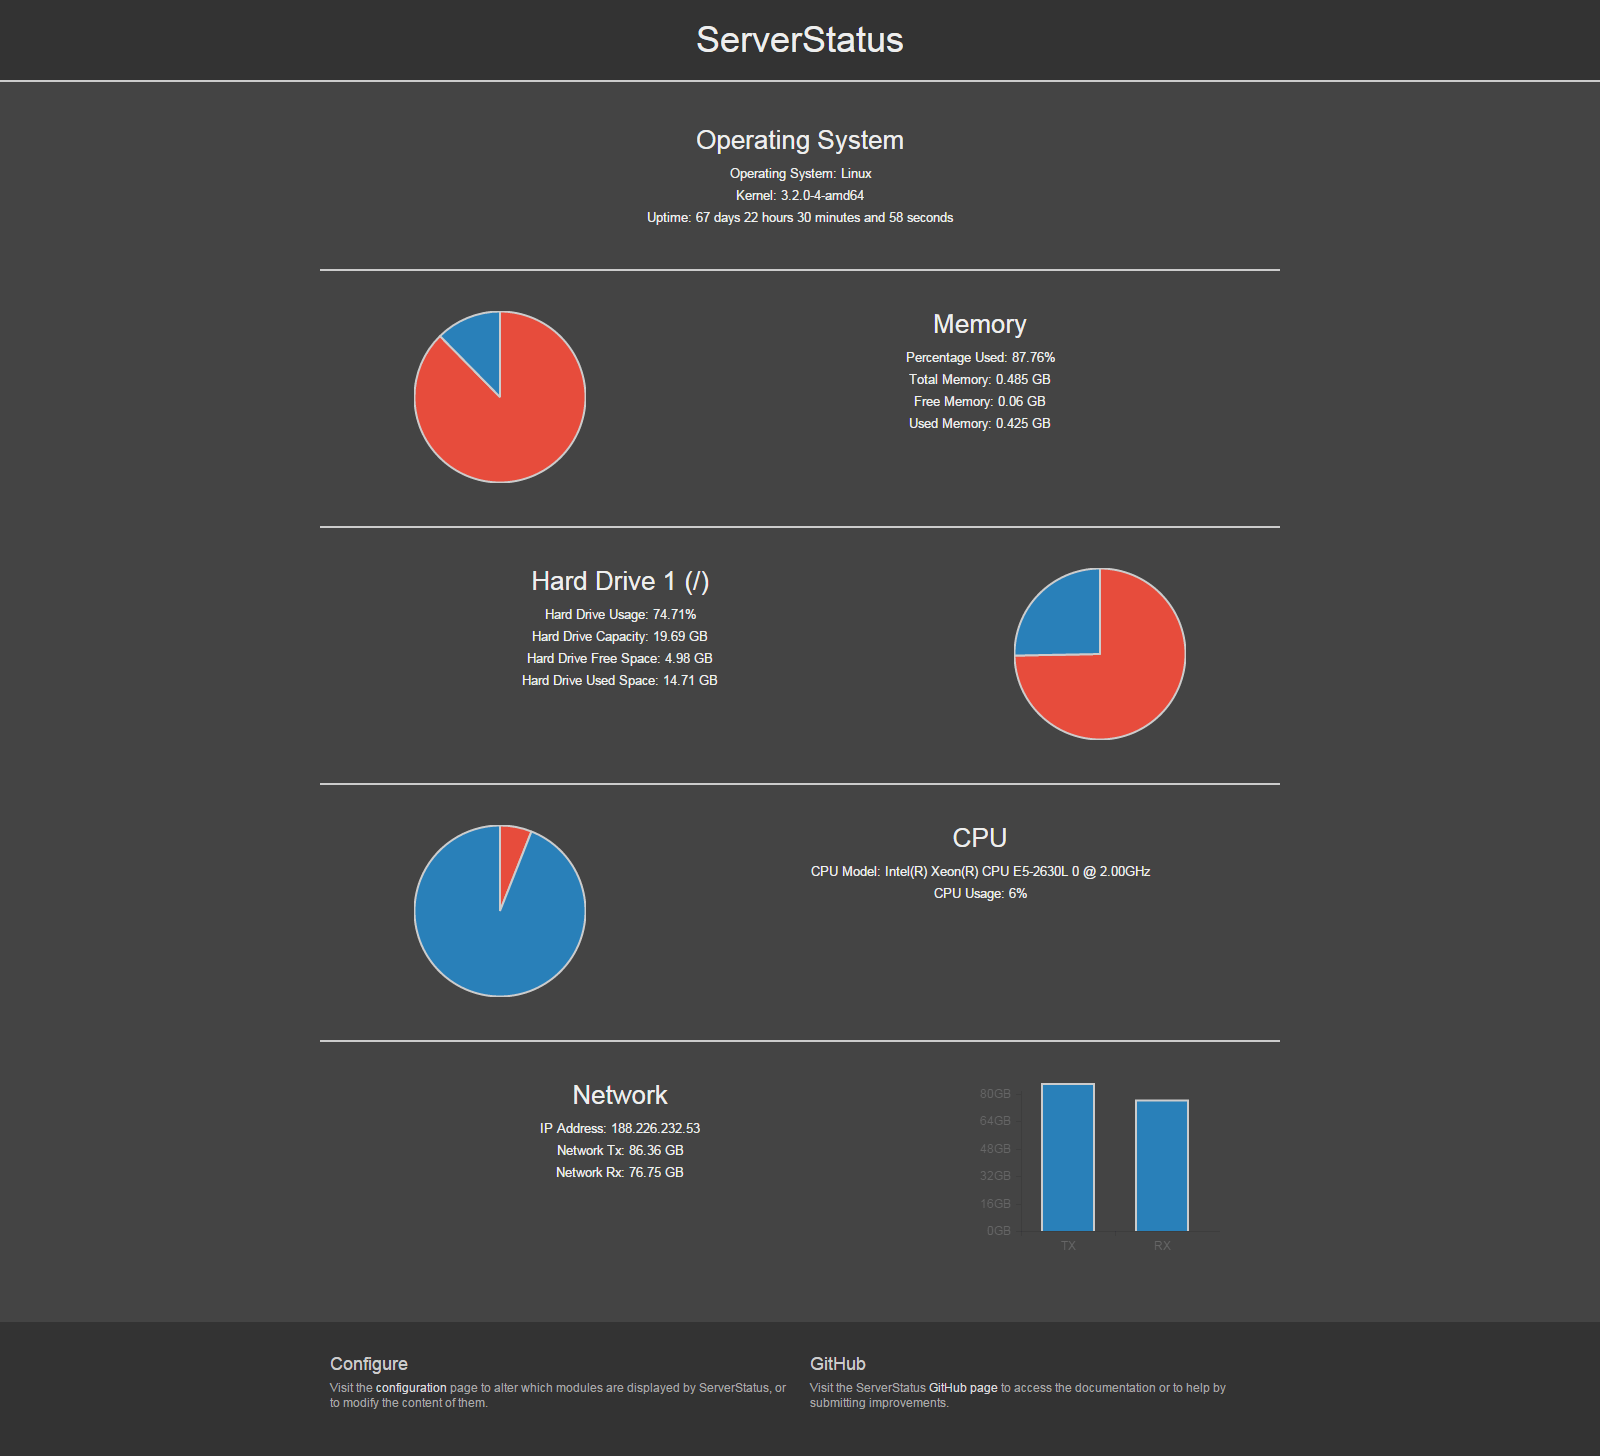 ServerStatus
Operating System
Operating System: Linux
Kernel: 3.2.0-4-amd64
Uptime: 67 days 22 hours 30 minutes and 58 seconds
Memory
Percentage Used: 87.76%
Total Memory: 0.485 GB
Free Memory: 0.06 GB
Used Memory: 0.425 GB
Hard Drive 1 (/)
Hard Drive Usage: 74.71%
Hard Drive Capacity: 19.69 GB
Hard Drive Free Space: 4.98 GB
Hard Drive Used Space: 14.71 GB
CPU
CPU Model: Intel(R) Xeon(R) CPU E5-2630L 0 @ 2.00GHz
CPU Usage: 6%
Network
IP Address: 188.226.232.53
Network Tx: 86.36 GB
Network Rx: 76.75 GB
80GB
64GB
48GB
32GB
16GB
0GB
TX
RX
Configure
Visit the configuration page to alter which modules are displayed by ServerStatus, or
to modify the content of them.
GitHub
Visit the ServerStatus GitHub page to access the documentation or to help by
submitting improvements.